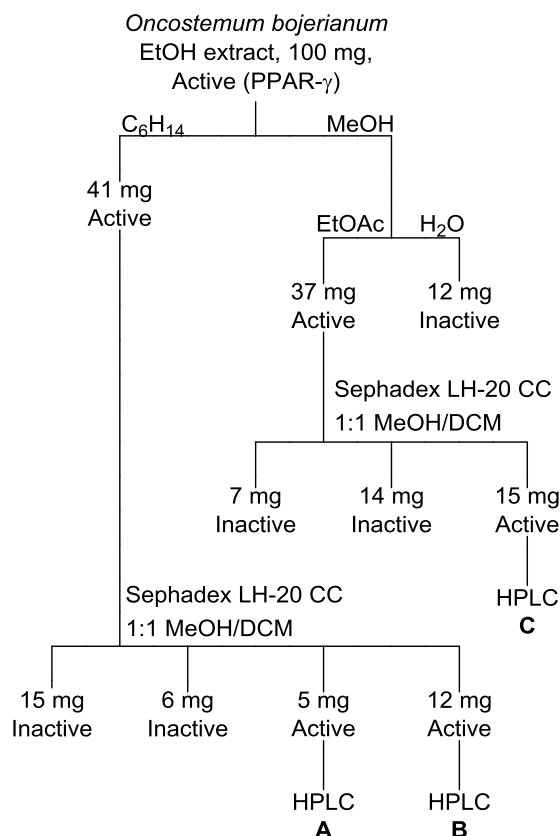 Oncostemum bojerianum
EtOH extract, 100 mg,
Active (PPAR-γ)
C₆H₁₄
MeOH
41 mg
Active
EtOAc
H₂O
37 mg
Active
12 mg
Inactive
Sephadex LH-20 CC
1:1 MeOH/DCM
7 mg
Inactive
14 mg
Inactive
15 mg
Active
HPLC
C
Sephadex LH-20 CC
1:1 MeOH/DCM
15 mg
Inactive
6 mg
Inactive
5 mg
Active
12 mg
Active
HPLC
A
HPLC
B